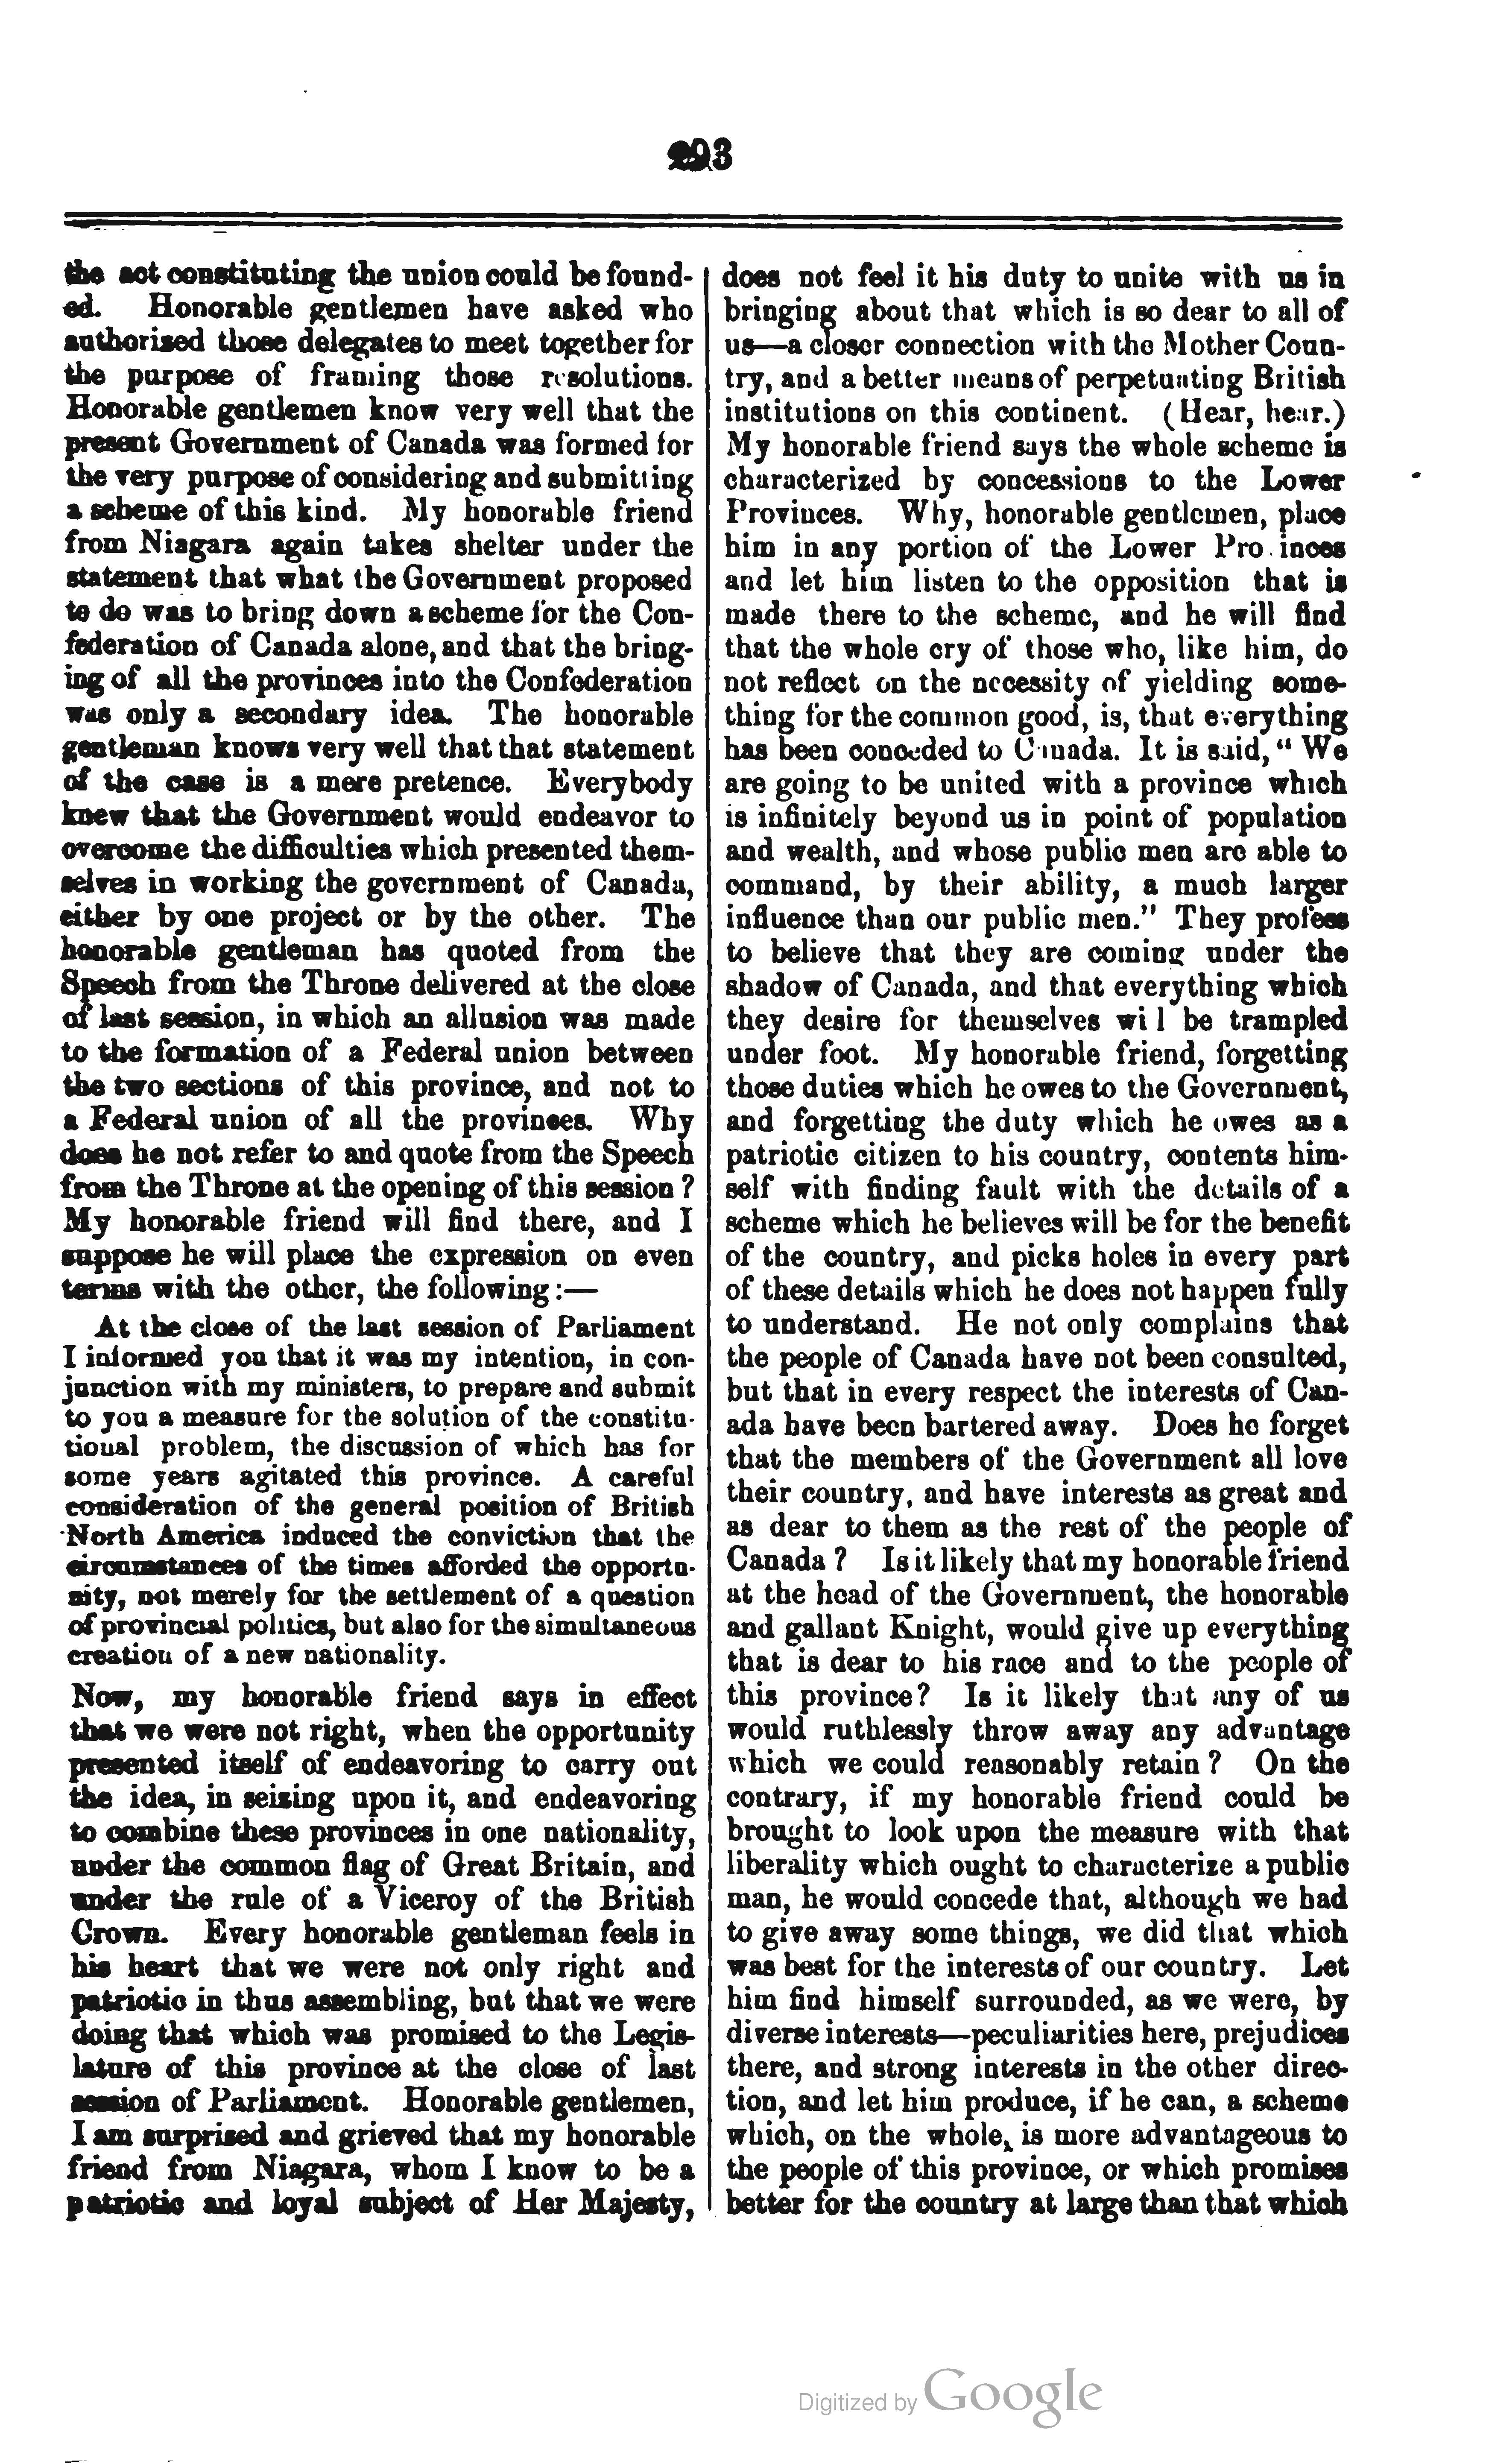 293
the act constituting the union could be found-
ed. Honorable gentlemen have asked who
authorised those delegates to meet together for
the purpose of framing those resolutions.
Honorable gentlemen know very well that the
present Government of Canada was formed for
the very purpose of considering and submitting
a scheme of this kind. My honorable friend
from Niagara again takes shelter under the
statement that what the Government proposed
to do was to bring down a scheme for the Con-
federation of Canada alone, and that the bring-
ing of all the provinces into the Confederation
was only a secondary idea. The honorable
gentleman knows very well that that statement
of the case is a mere pretence. Everybody
knew that the Government would endeavor to
overcome the difficulties which presented them-
selves in working the government of Canada,
either by one project or by the other. The
honorable gentleman has quoted from the
Speech from the Throne delivered at the close
of last session, in which an allusion was made
to the formation of a Federal union between
the two sections of this province, and not to
a Federal union of all the provinces. Why
does he not refer to and quote from the Speech
from the Throne at the opening of this session?
My honorable friend will find there, and I
suppose he will place the expression on even
terms with the other, the following:—
At the close of the last session of Parliament
I informed you that it was my intention, in con-
junction with my ministers, to prepare and submit
to you a measure for the solution of the constitu-
tional problem, the discussion of which has for
some years agitated this province. A careful
consideration of the general position of British
North America induced the conviction that the
circumstances of the times afforded the opportu-
nity, not merely for the settlement of a question
of provincial politics, but also for the simultaneous
creation of a new nationality.
Now, my honorable friend says in effect
that we were not right, when the opportunity
presented itself of endeavoring to carry out
the idea, in seizing upon it, and endeavoring
to combine these provinces in one nationality,
under the common flag of Great Britain, and
under the rule of a Viceroy of the British
Crown. Every honorable gentleman feels in
his heart that we were not only right and
patriotic in thus assembling, but that we were
doing that which was promised to the Legis-
lature of this province at the close of last
session of Parliament. Honorable gentlemen,
I am surprised and grieved that my honorable
friend from Niagara, whom I know to be a
patriotic and loyal subject of Her Majesty,
does not feel it his duty to unite with us in
bringing about that which is so dear to all of
us—a closer connection with the Mother Coun-
try, and a better means of perpetuating British
institutions on this continent. (Hear, hear.)
My honorable friend says the whole scheme is
characterized by concessions to the Lower
Provinces. Why, honorable gentlemen, place
him in any portion of the Lower Pro inces
and let him listen to the opposition that is
made there to the scheme, and he will find
that the whole cry of those who, like him, do
not reflect on the necessity of yielding some-
thing for the common good, is, that everything
has been conceded to Canada. It is said, "We
are going to be united with a province which
is infinitely beyond us in point of population
and wealth, and whose public men are able to
command, by their ability, a much larger
influence than our public men." They profess
to believe that they are coming under the
shadow of Canada, and that everything which
they desire for themselves wi l be trampled
under foot. My honorable friend, forgetting
those duties which he owes to the Government,
and forgetting the duty which he owes as a
patriotic citizen to his country, contents him-
self with finding fault with the details of a
scheme which he believes will be for the benefit
of the country, and picks holes in every part
of these details which he does not happen fully
to understand. He not only complains that
the people of Canada have not been consulted,
but that in every respect the interests of Can-
ada have been bartered away. Does he forget
that the members of the Government all love
their country, and have interests as great and
as dear to them as the rest of the people of
Canada? Is it likely that my honorable friend
at the head of the Government, the honorable
and gallant Knight, would give up everything
that is dear to his race and to the people of
this province? Is it likely that any of us
would ruthlessly throw away any advantage
which we could reasonably retain? On the
contrary, if my honorable friend could be
brought to look upon the measure with that
liberality which ought to characterize a public
man, he would concede that, although we had
to give away some things, we did that which
was best for the interests of our country. Let
him find himself surrounded, as we were, by
diverse interests—peculiarities here, prejudices
there, and strong interests in the other direc-
tion, and let him produce, if he can, a scheme
which, on the whole, is more advantageous to
the people of this province, or which promises
better for the country at large than that which
Digitized by Google